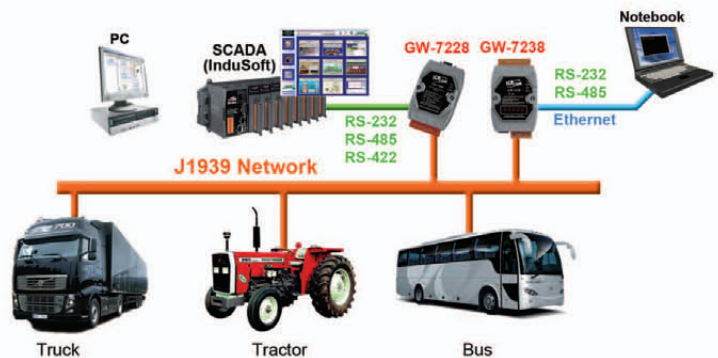 Notebook
PC
SCADA
(InduSoft)
GW-7228
GW-7238
RS-232
RS-485
Ethernet
RS-232
RS-485
RS-422
J1939 Network
700
Truck
Tractor
Bus